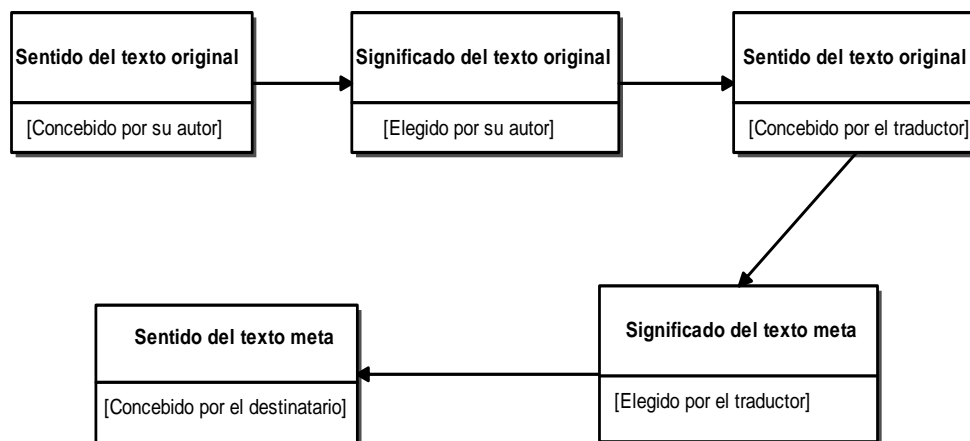 Sentido del texto original
[Concebido por su autor]
Significado del texto original
[Elegido por su autor]
Sentido del texto original
[Concebido por el traductor]
Significado del texto meta
[Elegido por el traductor]
Sentido del texto meta
[Concebido por el destinatario]